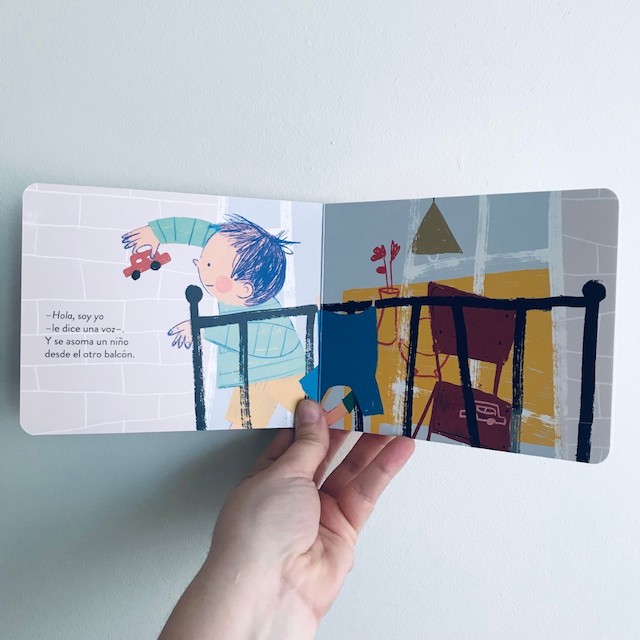 –Hola, soy yo
–le dice una voz–.
Y se asoma un niño
desde el otro balcón.